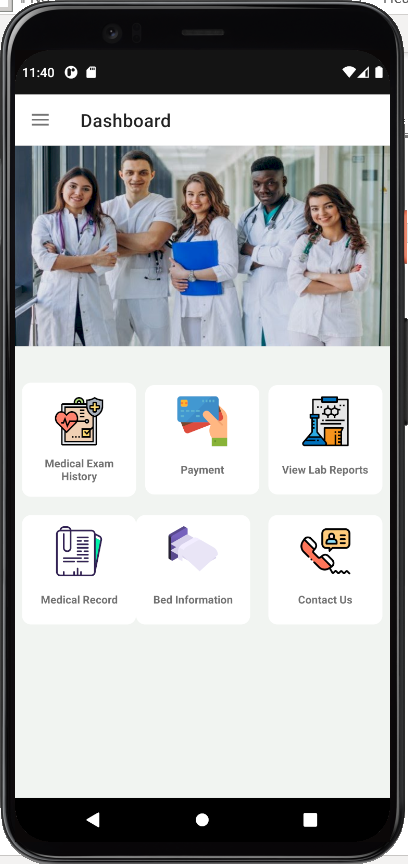 11:40
Dashboard
Medical Exam
History
Payment
View Lab Reports
Medical Record
Bed Information
Contact Us